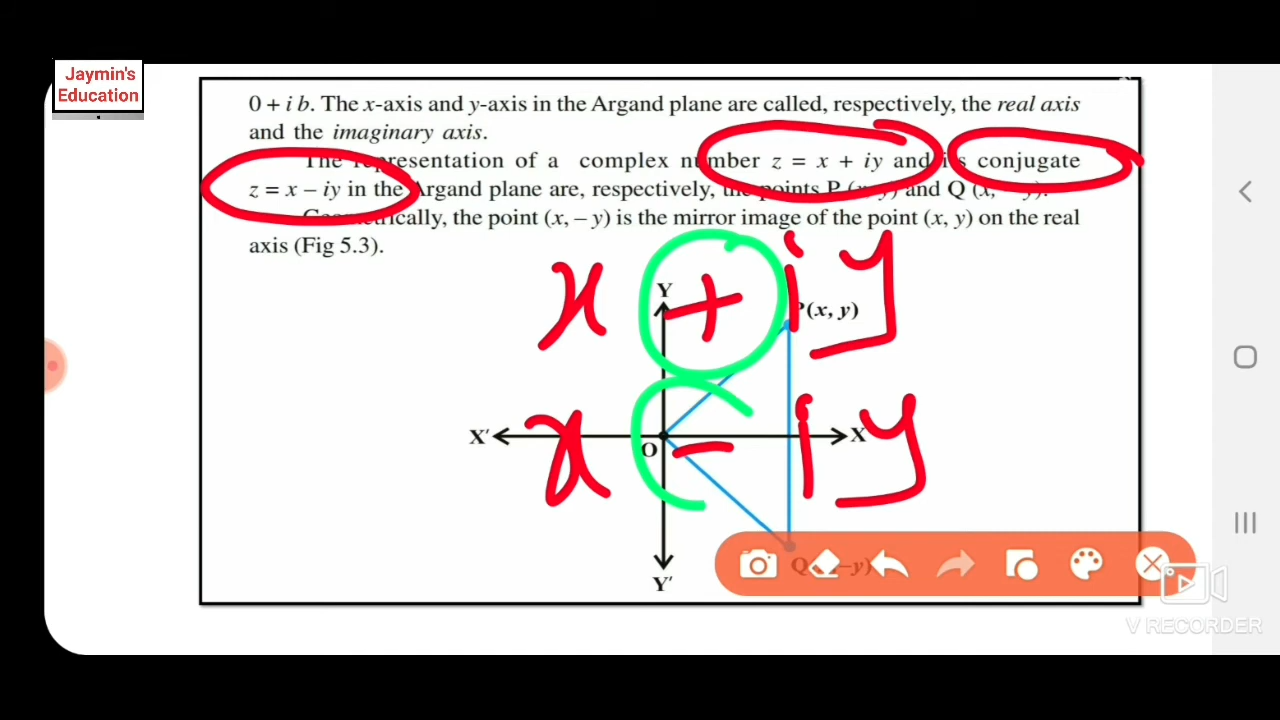 Jaymin's
Education
0 + i b. The x-axis and y-axis in the Argand plane are called, respectively, the real axis
and the imaginary axis.
The representation of a complex number z = x + iy and its conjugate
z = x – iy in the Argand plane are, respectively, the points P (x, y) and Q (x, – y).
Geometrically, the point (x, – y) is the mirror image of the point (x, y) on the real
axis (Fig 5.3).
x + iy
Y
P(x, y)
X′
O
X
x – iy
Q
–y)
Y′
V RECORDER